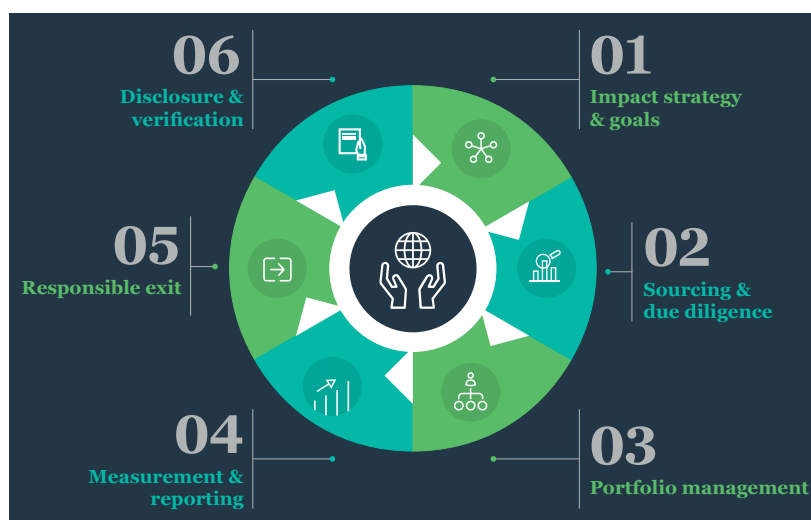 01
Impact strategy
& goals
02
Sourcing &
due diligence
03
Portfolio management
04
Measurement &
reporting
05
Responsible exit
06
Disclosure &
verification